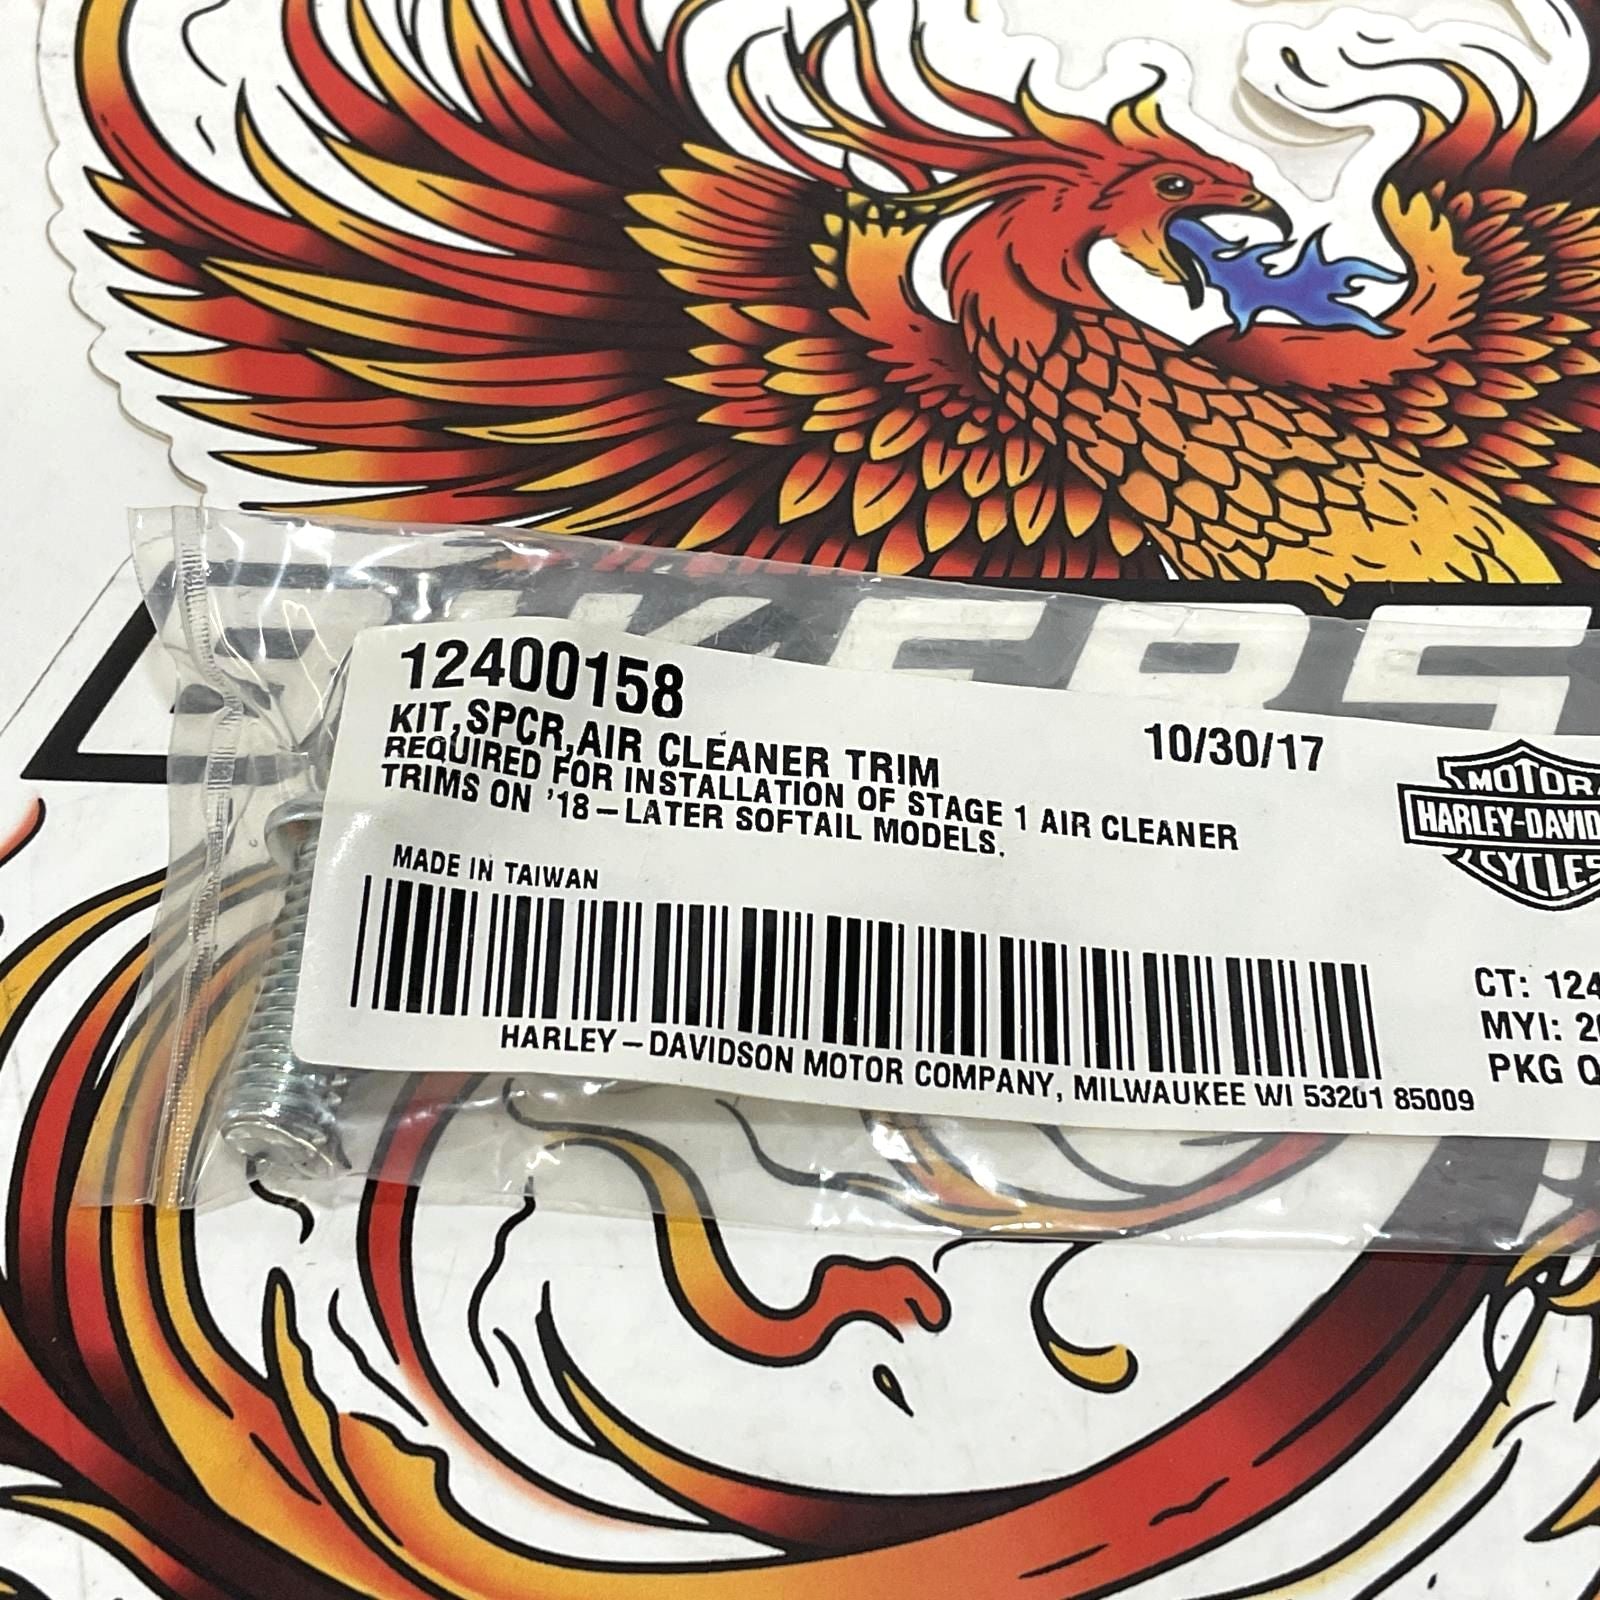 BIKERS
12400158
10/30/17
KIT,SPCR,AIR CLEANER TRIM
REQUIRED FOR INSTALLATION OF STAGE 1 AIR CLEANER
TRIMS ON '18–LATER SOFTAIL MODELS.
MOTOR
HARLEY-DAVID
CYCLES
MADE IN TAIWAN
CT: 124
MYI: 20
PKG Q
HARLEY–DAVIDSON MOTOR COMPANY, MILWAUKEE WI 53201 85009